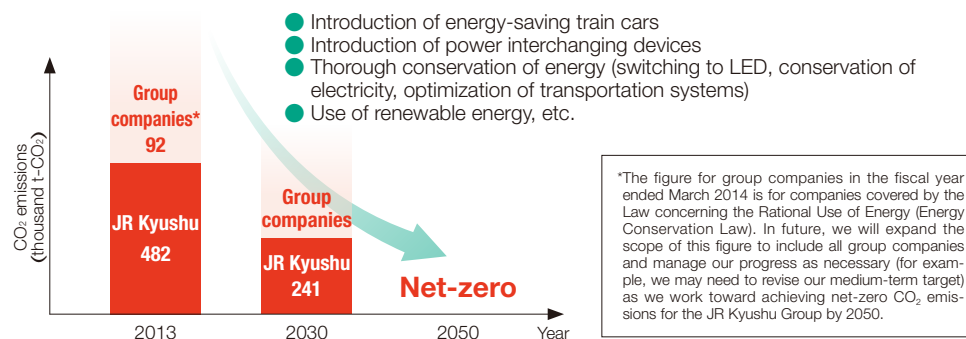 ● Introduction of energy-saving train cars
● Introduction of power interchanging devices
● Thorough conservation of energy (switching to LED, conservation of
electricity, optimization of transportation systems)
● Use of renewable energy, etc.
CO₂ emissions
(thousand t-CO₂)
Group
companies*
92
JR Kyushu
482
Group
companies
JR Kyushu
241
Net-zero
2013
2030
2050
Year
*The figure for group companies in the fiscal year
ended March 2014 is for companies covered by the
Law concerning the Rational Use of Energy (Energy
Conservation Law). In future, we will expand the
scope of this figure to include all group companies
and manage our progress as necessary (for exam-
ple, we may need to revise our medium-term target)
as we work toward achieving net-zero CO₂ emis-
sions for the JR Kyushu Group by 2050.